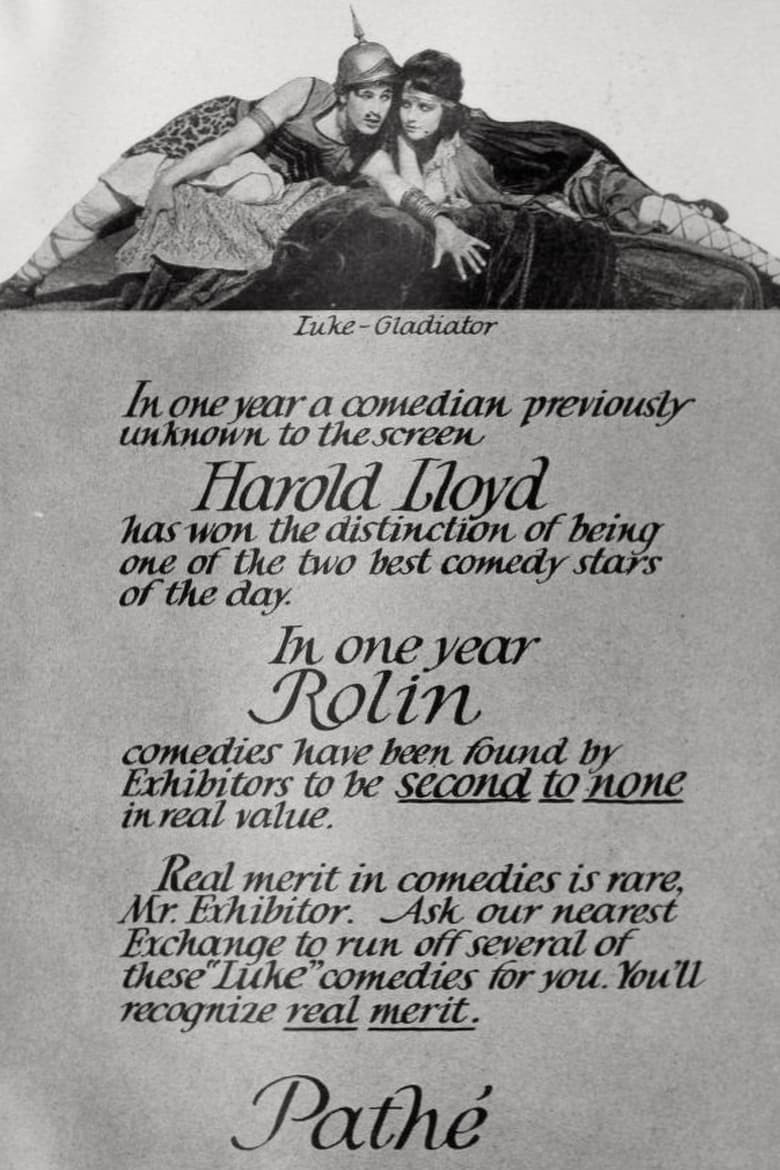 Luke-Gladiator
In one year a comedian previously
unknown to the screen
Harold Lloyd
has won the distinction of being
one of the two best comedy stars
of the day.
In one year
Rolin
comedies have been found by
Exhibitors to be second to none
in real value.
Real merit in comedies is rare,
Mr. Exhibitor. Ask our nearest
Exchange to run off several of
these "Luke" comedies for you. You'll
recognize real merit.
Pathé